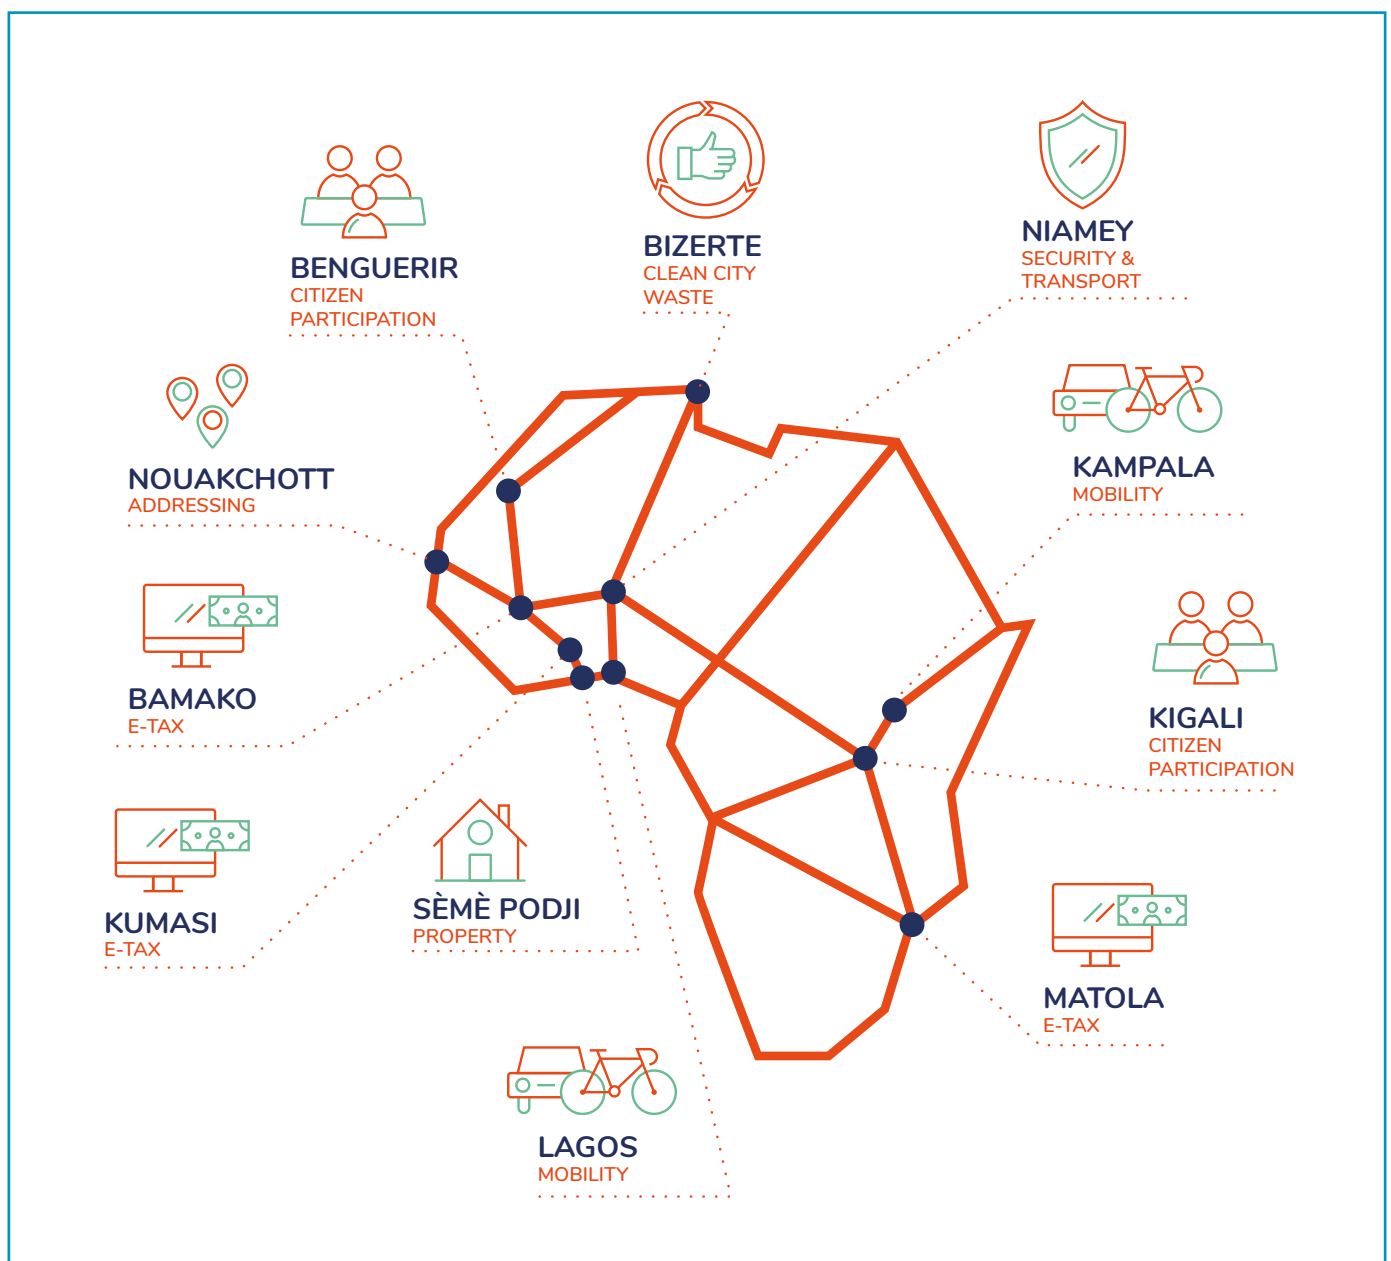 BIZERTE
CLEAN CITY
WASTE
NIAMEY
SECURITY &
TRANSPORT
BENGUERIR
CITIZEN
PARTICIPATION
NOUAKCHOTT
ADDRESSING
KAMPALA
MOBILITY
BAMAKO
E-TAX
KIGALI
CITIZEN
PARTICIPATION
KUMASI
E-TAX
SÈMÈ PODJI
PROPERTY
MATOLA
E-TAX
LAGOS
MOBILITY